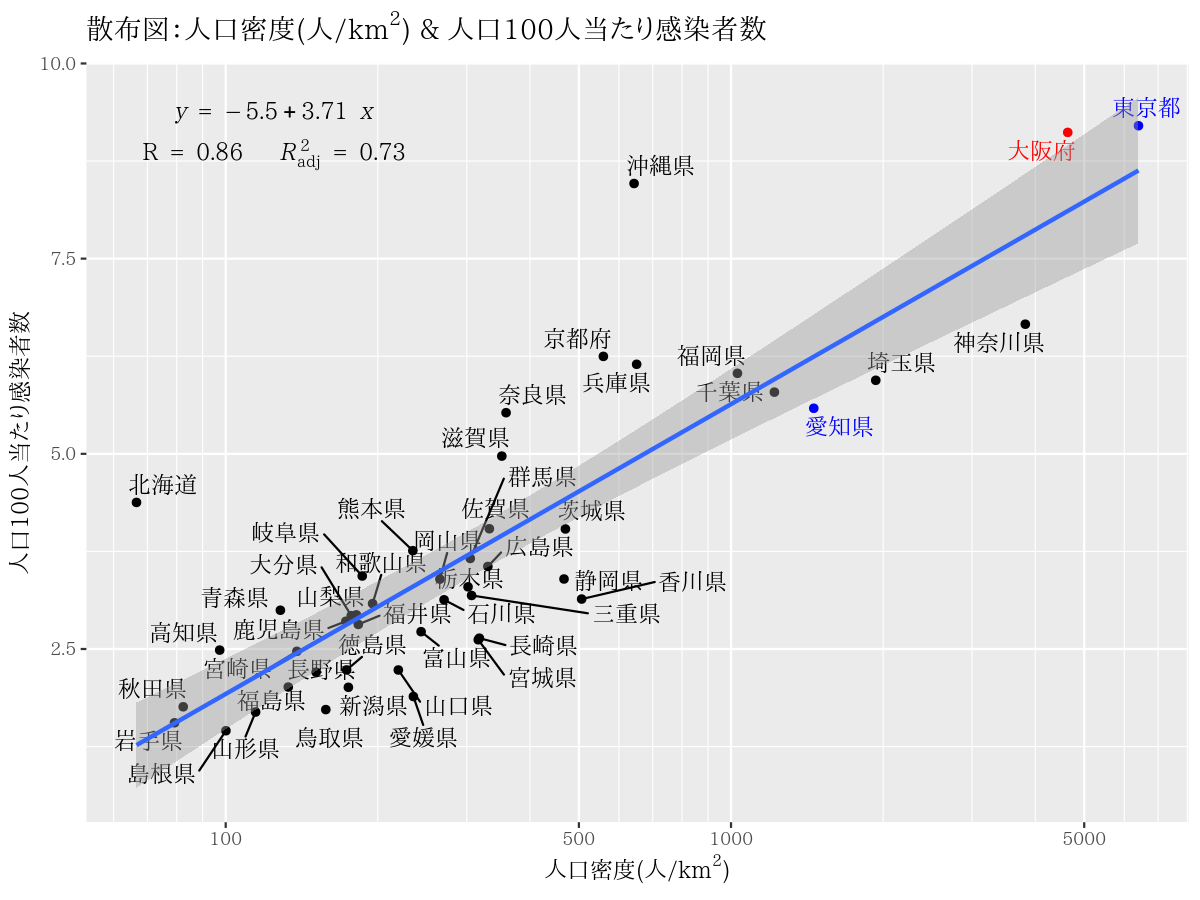 散布図：人口密度(人/km²) & 人口100人当たり感染者数
y = −5.5 + 3.71 x
R = 0.86 R²adj = 0.73
人口100人当たり感染者数
10.0
7.5
5.0
2.5
東京都
大阪府
沖縄県
神奈川県
京都府
福岡県
埼玉県
兵庫県
千葉県
奈良県
愛知県
滋賀県
群馬県
北海道
熊本県
佐賀県
茨城県
岐阜県
岡山県
広島県
大分県
和歌山県
栃木県
静岡県
香川県
青森県
山梨県
福井県
石川県
三重県
高知県
鹿児島県
徳島県
富山県
長崎県
宮崎県
長野県
宮城県
秋田県
福島県
新潟県
山口県
岩手県
山形県
鳥取県
愛媛県
島根県
100
500
1000
5000
人口密度(人/km²)